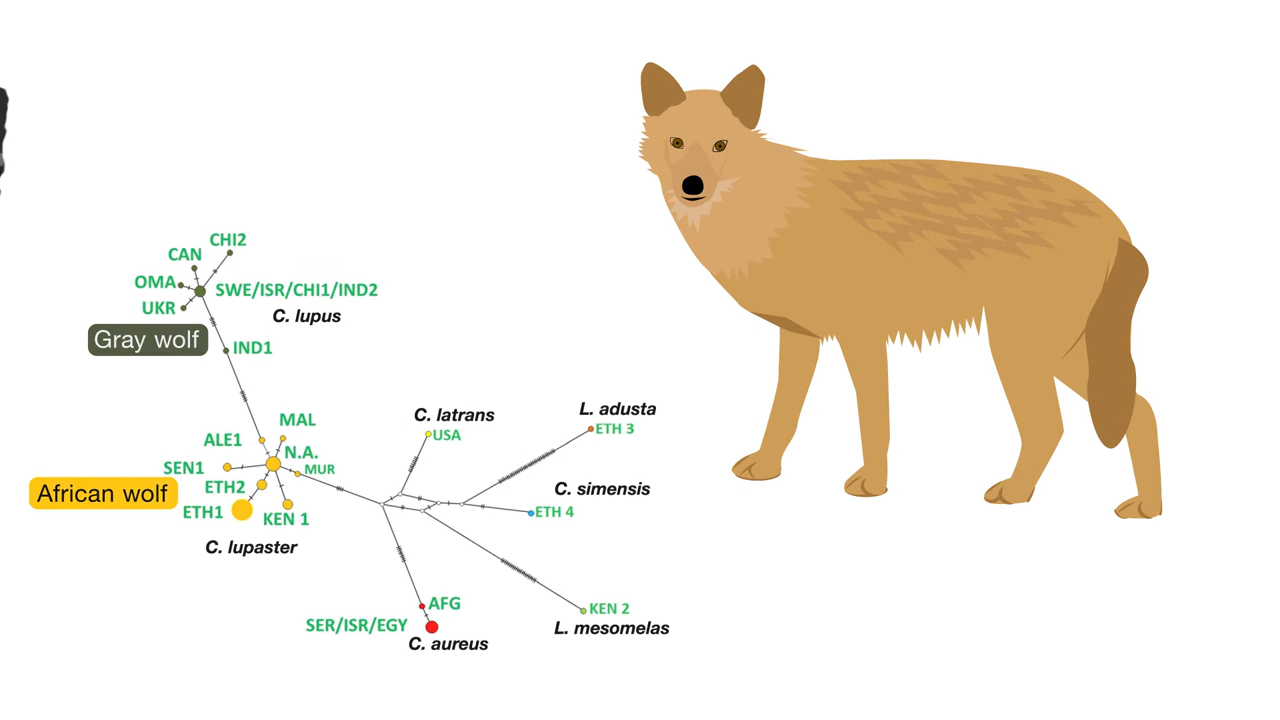 CHI2
CAN
OMA
SWE/ISR/CHI1/IND2
UKR
C. lupus
Gray wolf
IND1
C. latrans
L. adusta
MAL
USA
ETH 3
ALE1
N.A.
SEN1
MUR
ETH2
C. simensis
African wolf
ETH1
KEN 1
ETH 4
C. lupaster
AFG
KEN 2
SER/ISR/EGY
L. mesomelas
C. aureus